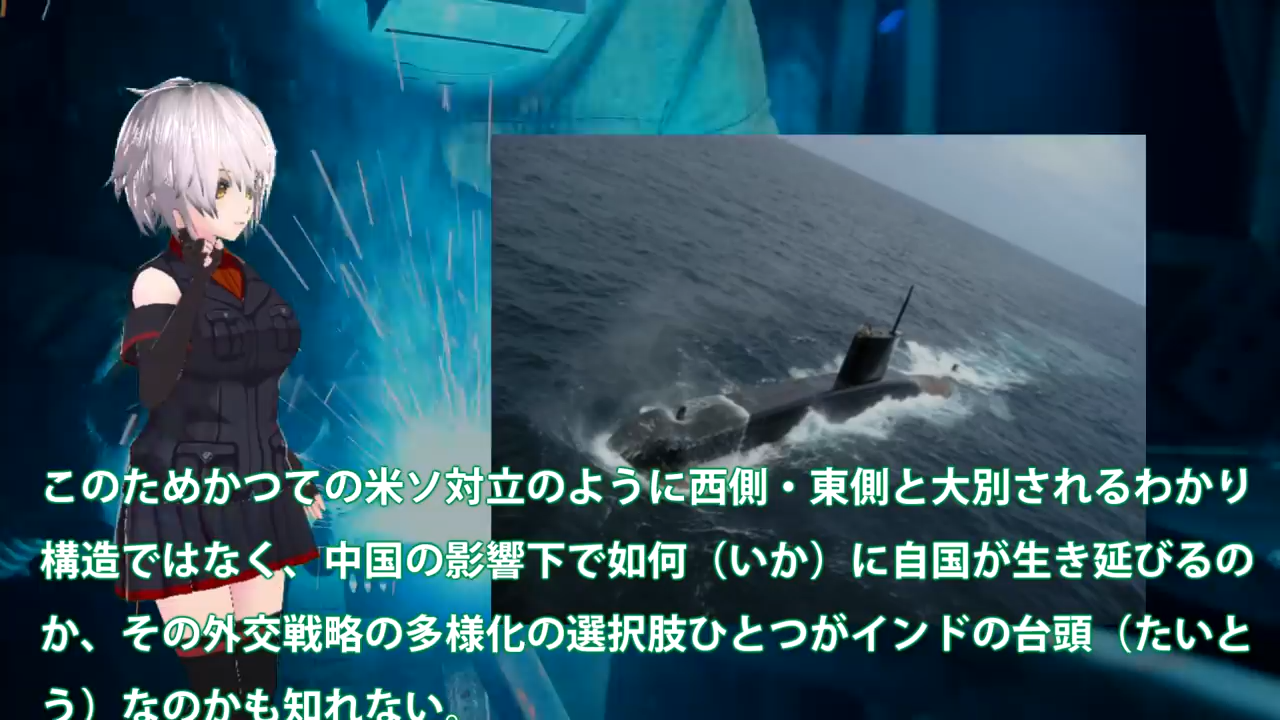 このためかつての米ソ対立のように西側・東側と大別されるわかり
構造ではなく、中国の影響下で如何（いか）に自国が生き延びるの
か、その外交戦略の多様化の選択肢ひとつがインドの台頭（たいと
う）なのかも知れない。